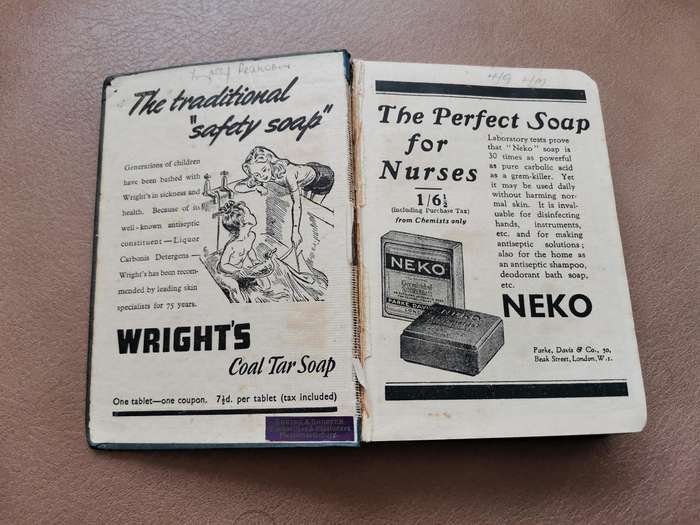 The traditional
"safety soap"
Generations of children
have been bathed with
Wright's in sickness and
health. Because of its
well-known antiseptic
constituent—Liquor
Carbonis Detergens—
Wright's has been recom-
mended by leading skin
specialists for 75 years.
WRIGHT'S
Coal Tar Soap
One tablet—one coupon. 7½d. per tablet (tax included)
The Perfect Soap
for
Nurses
1/6½
(including Purchase Tax)
from Chemists only
Laboratory tests prove
that "Neko" soap is
30 times as powerful
as pure carbolic acid
as a germ-killer. Yet
it may be used daily
without harming nor-
mal skin. It is inval-
uable for disinfecting
hands, instruments,
etc. and for making
antiseptic solutions;
also for the home as
an antiseptic shampoo,
deodorant bath soap,
etc.
NEKO
Germicidal
PARKE, DAVIS
LONDON
NEKO
Parke, Davis & Co., 50,
Beak Street, London, W.1.